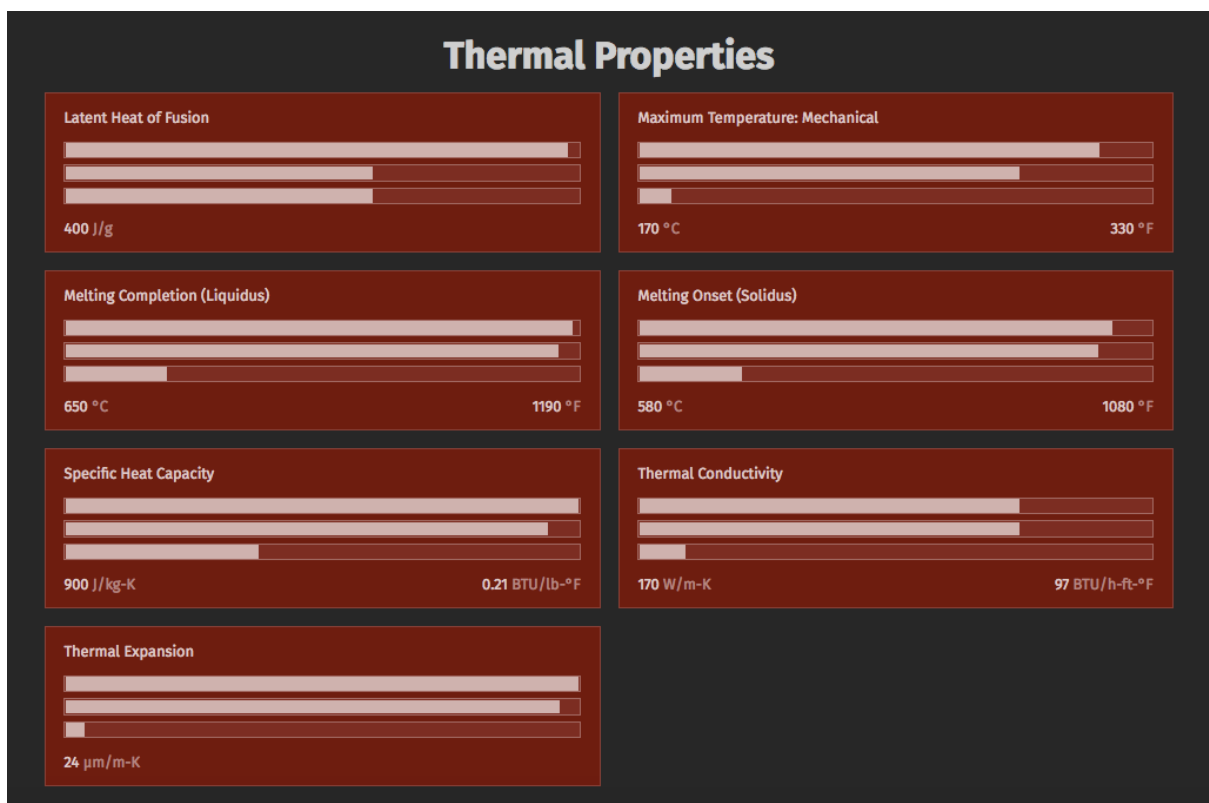 Thermal Properties
Latent Heat of Fusion
400 J/g
Maximum Temperature: Mechanical
170 °C 330 °F
Melting Completion (Liquidus)
650 °C 1190 °F
Melting Onset (Solidus)
580 °C 1080 °F
Specific Heat Capacity
900 J/kg-K 0.21 BTU/lb-°F
Thermal Conductivity
170 W/m-K 97 BTU/h-ft-°F
Thermal Expansion
24 µm/m-K